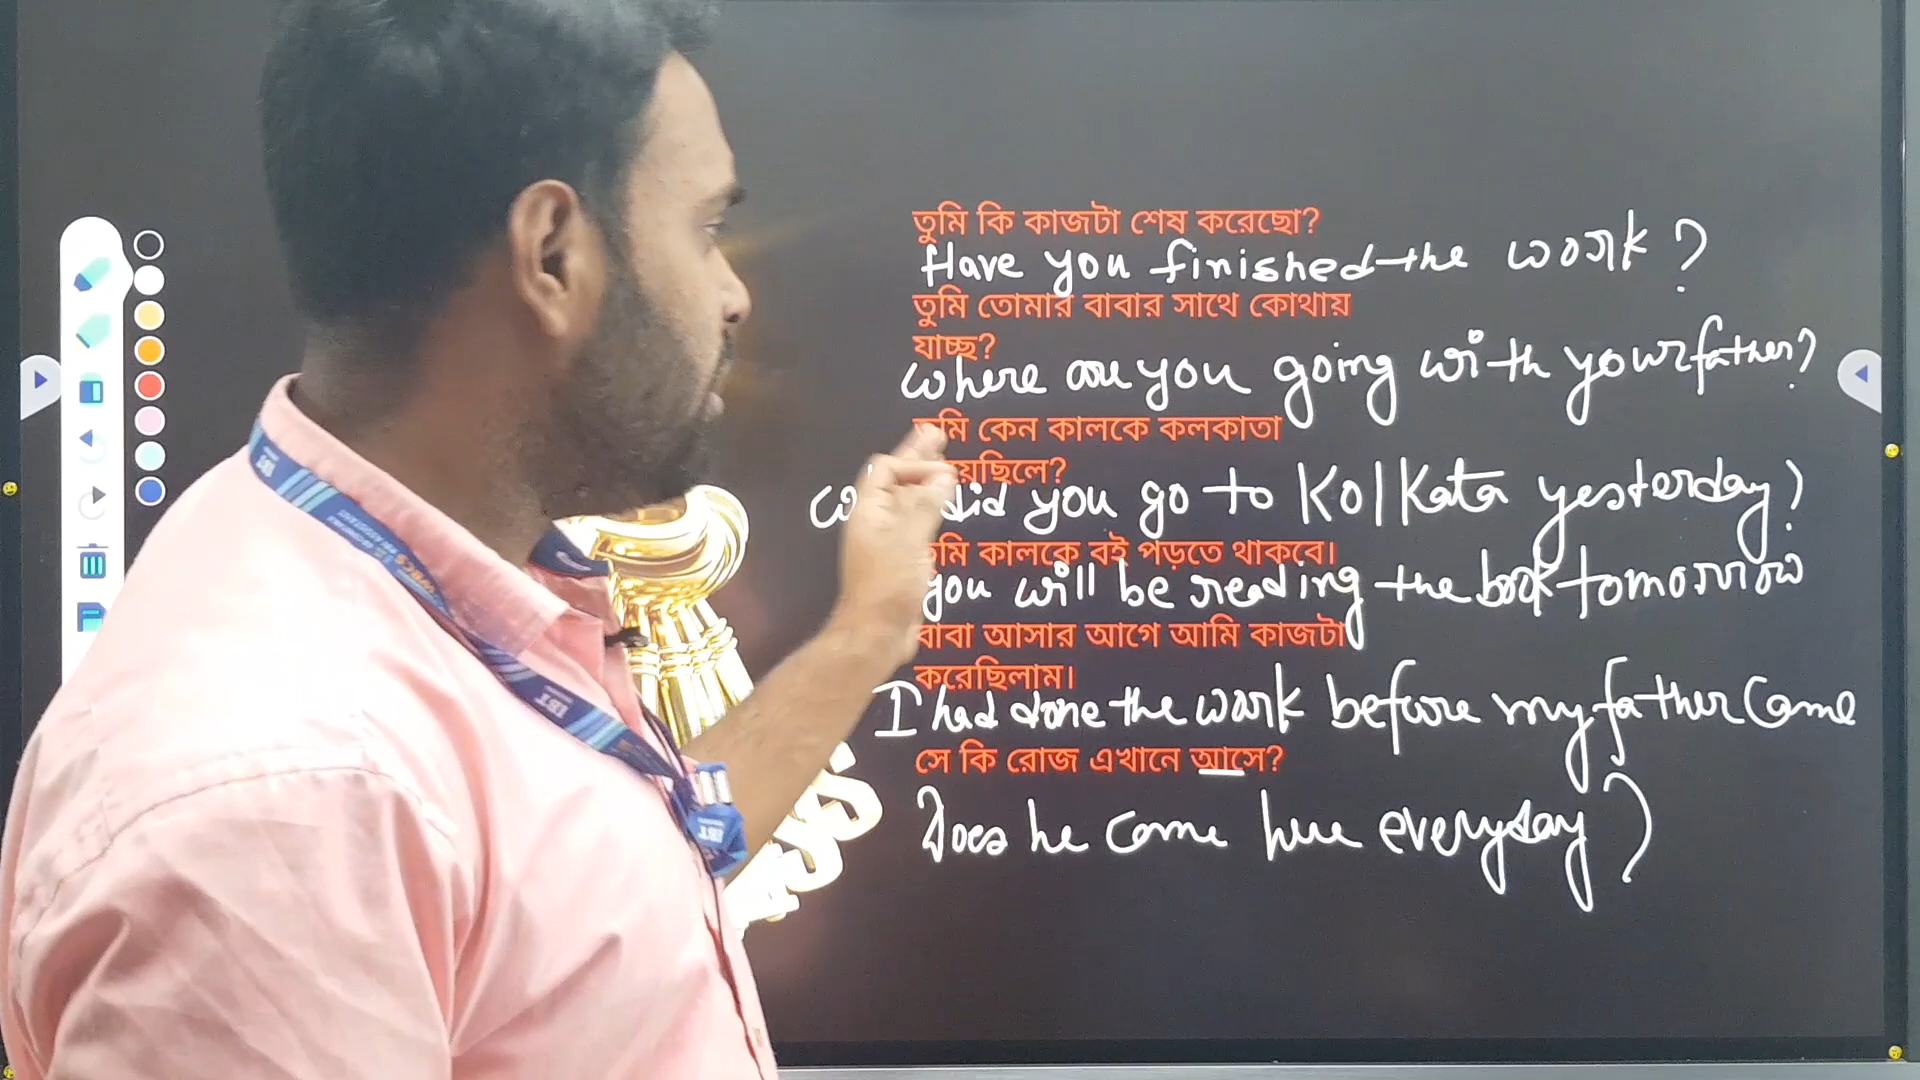 তুমি কি কাজটা শেষ করেছো?
Have you finished the work?
তুমি তোমার বাবার সাথে কোথায়
যাচ্ছ?
Where are you going with your father?
তুমি কেন কালকে কলকাতা
য়েছিলে?
did you go to Kolkata yesterday?
তুমি কালকে বই পড়তে থাকবে।
You will be reading the book tomorrow
বাবা আসার আগে আমি কাজটা
করেছিলাম।
I had done the work before my father came
সে কি রোজ এখানে আসে?
Does he come here everyday?
IBT
IBT